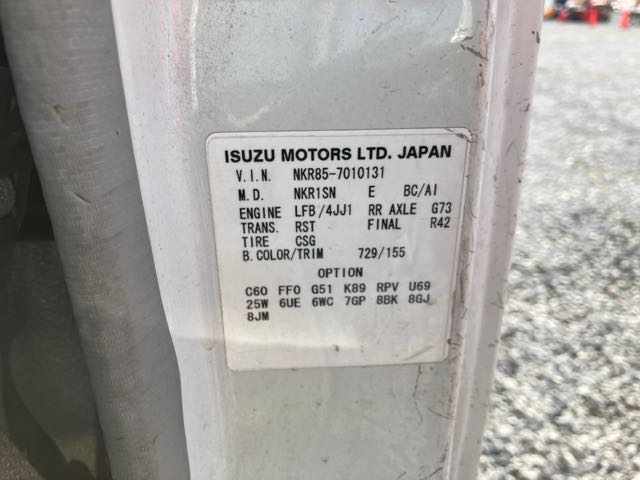 ISUZU MOTORS LTD. JAPAN
V.I.N. NKR85-7010131
M.D. NKR1SN E BC/AI
ENGINE LFB/4JJ1 RR AXLE G73
TRANS. RST FINAL R42
TIRE CSG
B.COLOR/TRIM 729/155
OPTION
C60 FF0 G51 K89 RPV U69
25W 6UE 6WC 7GP 8BK 8GJ
8JM